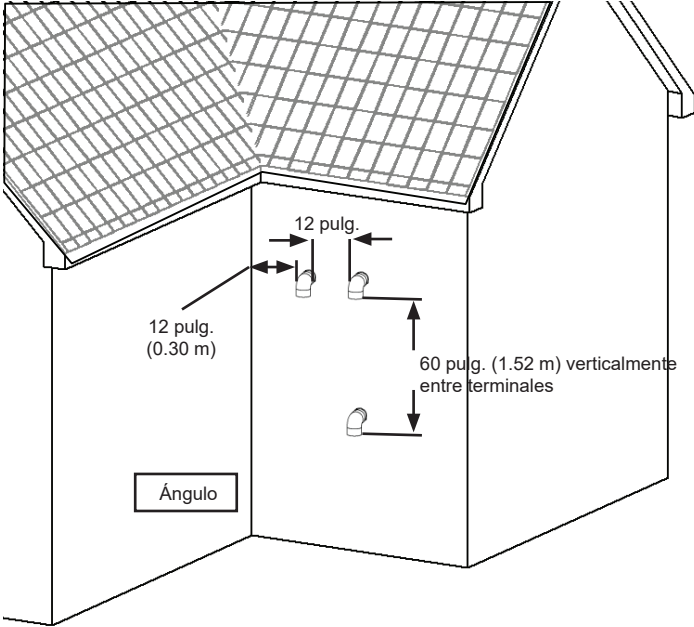 12 pulg.
12 pulg.
(0.30 m)
60 pulg. (1.52 m) verticalmente
entre terminales
Ángulo